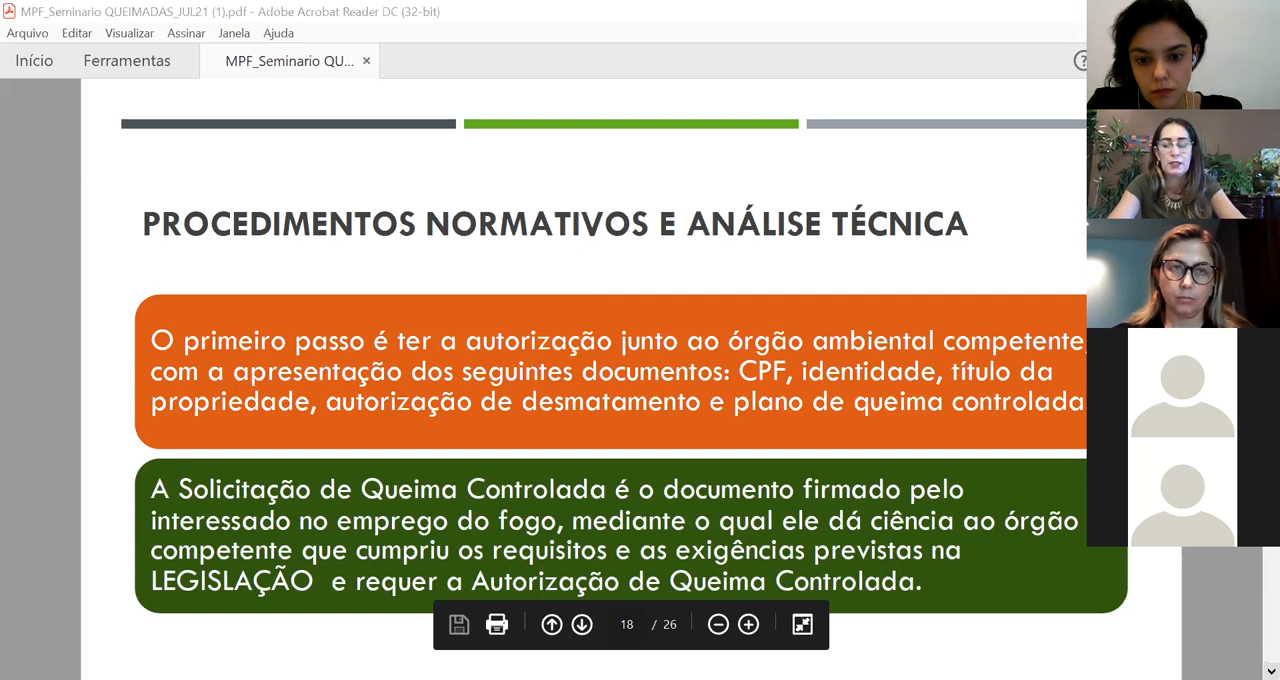 MPF_Seminario QUEIMADAS_JUL21 (1).pdf - Adobe Acrobat Reader DC (32-bit)
Arquivo Editar Visualizar Assinar Janela Ajuda
Início Ferramentas MPF_Seminario QU... ×
?
PROCEDIMENTOS NORMATIVOS E ANÁLISE TÉCNICA
O primeiro passo é ter a autorização junto ao órgão ambiental competente,
com a apresentação dos seguintes documentos: CPF, identidade, título da
propriedade, autorização de desmatamento e plano de queima controlada.
A Solicitação de Queima Controlada é o documento firmado pelo
interessado no emprego do fogo, mediante o qual ele dá ciência ao órgão
competente que cumpriu os requisitos e as exigências previstas na
LEGISLAÇÃO e requer a Autorização de Queima Controlada.
18 / 26